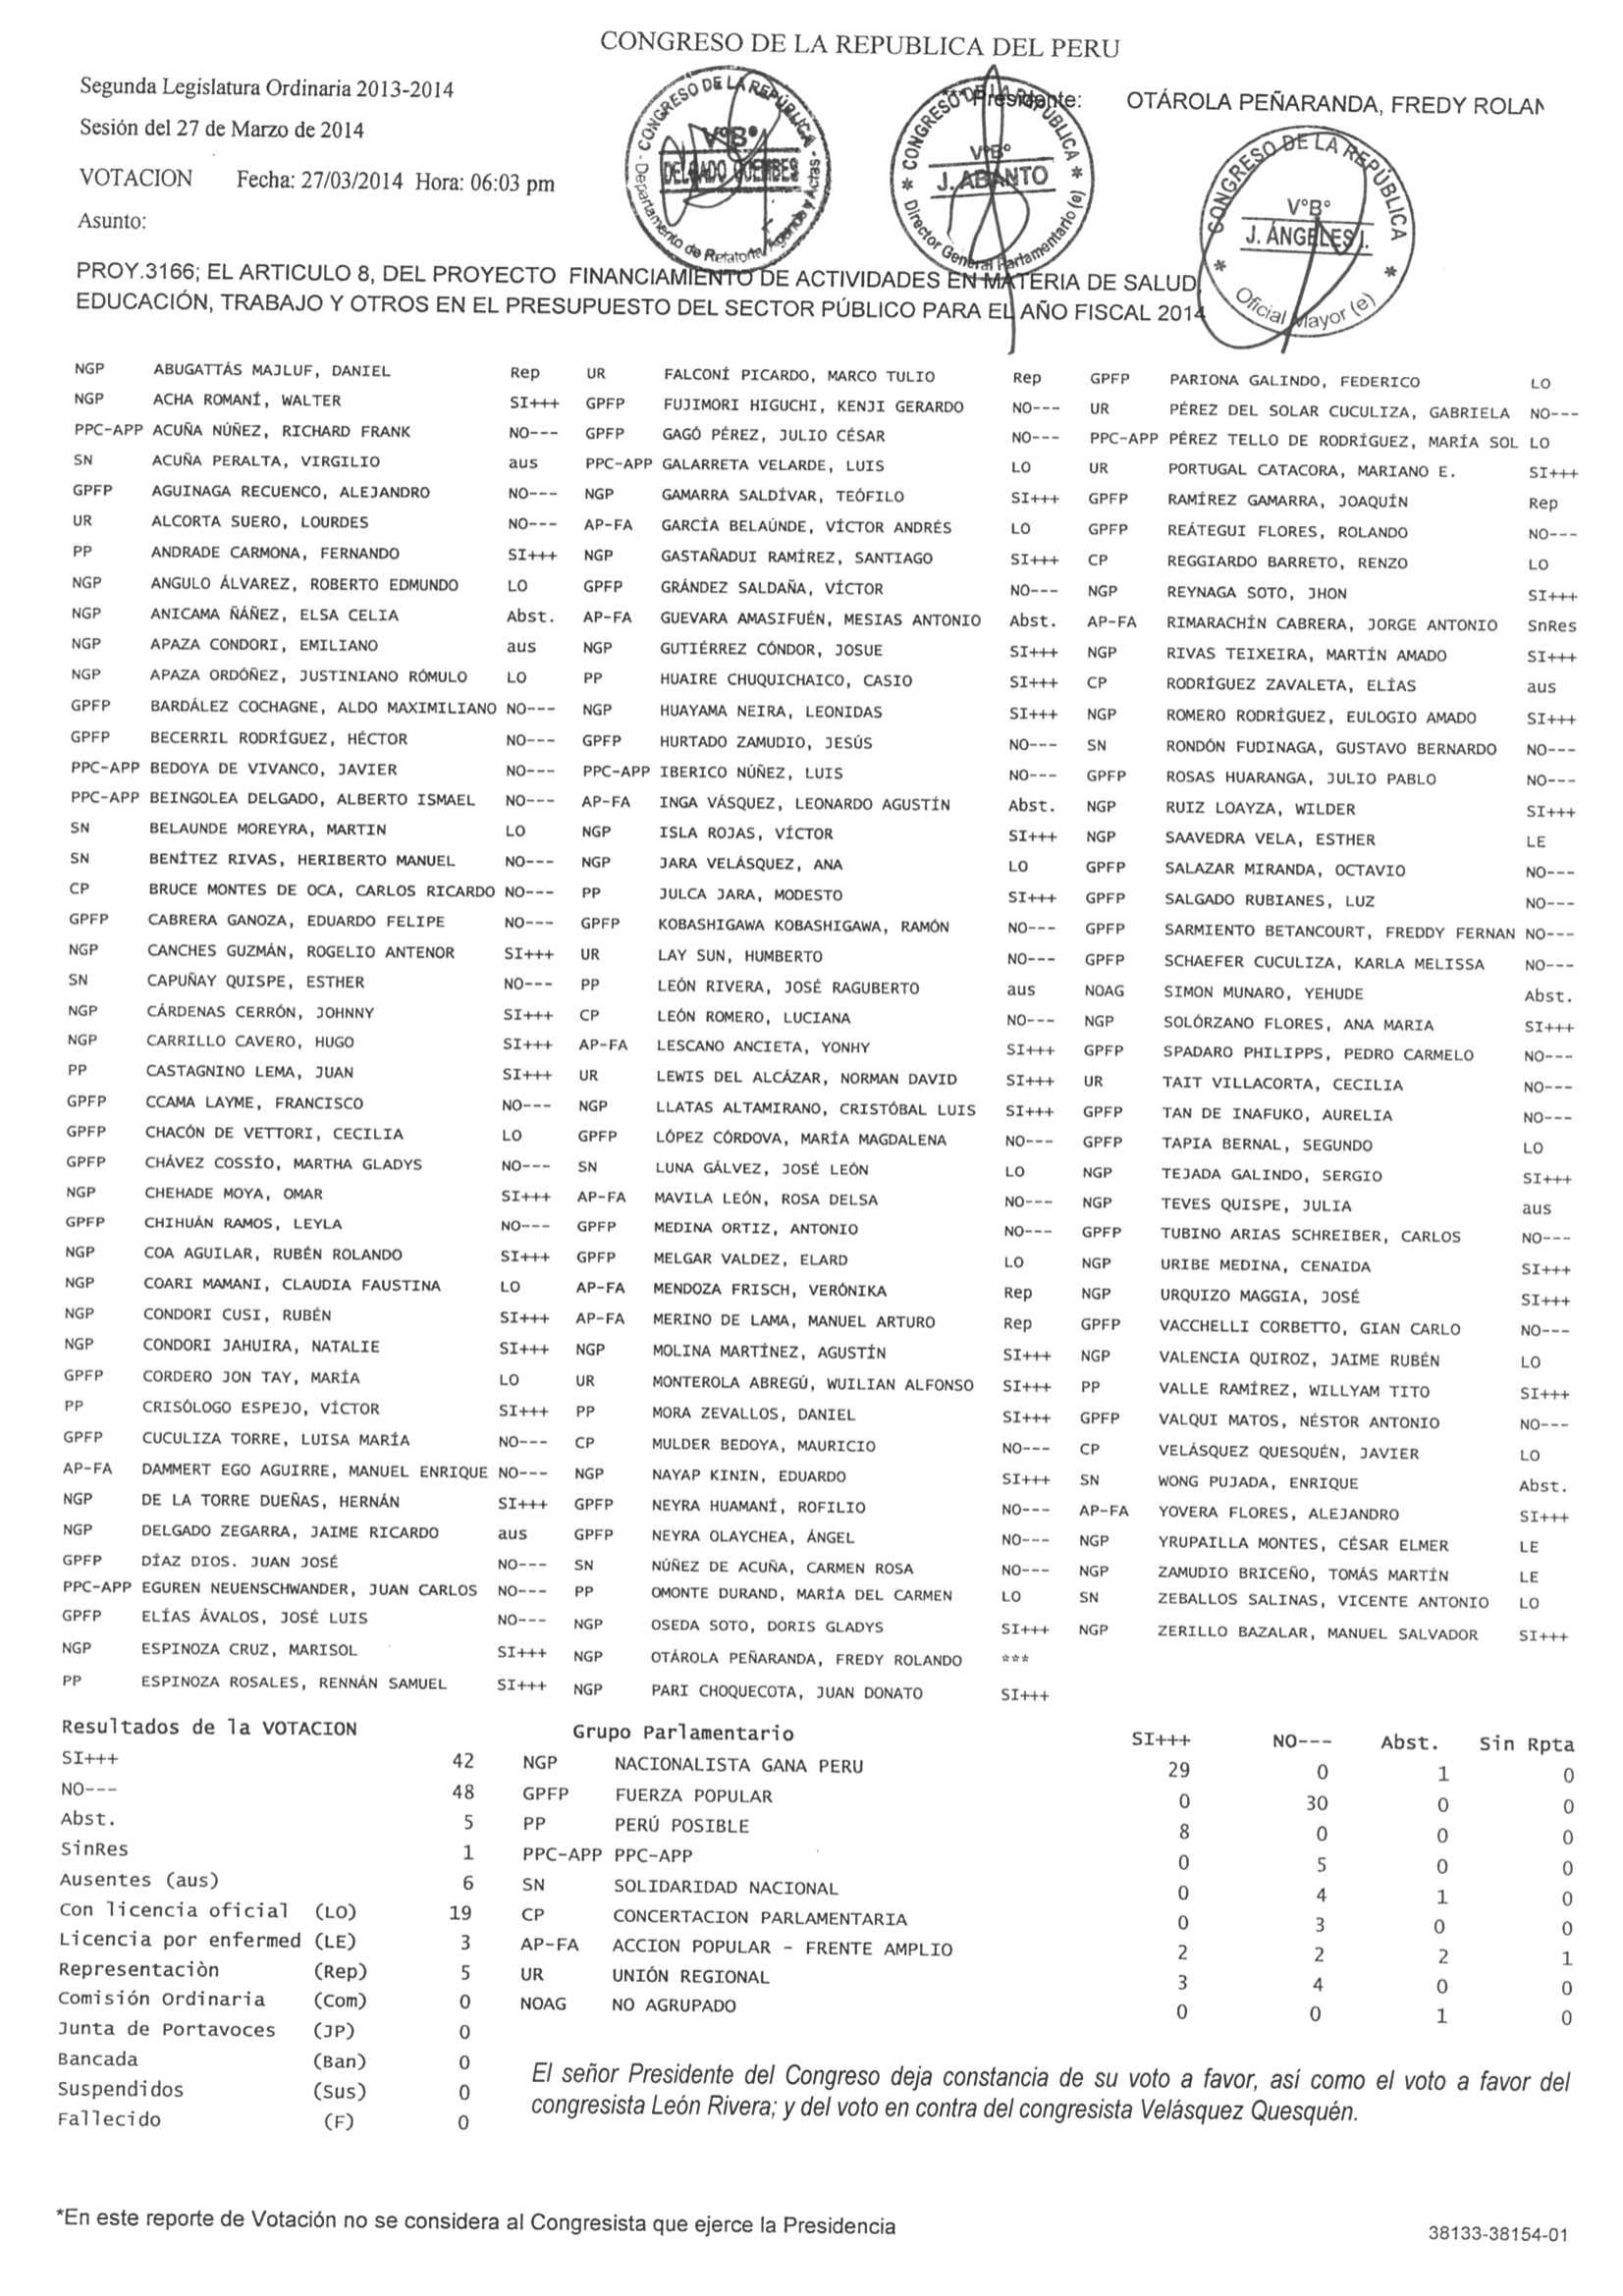 CONGRESO DE LA REPUBLICA DEL PERU
Segunda Legislatura Ordinaria 2013-2014
*** Presidente: OTÁROLA PEÑARANDA, FREDY ROLAN
Sesión del 27 de Marzo de 2014
VOTACION Fecha: 27/03/2014 Hora: 06:03 pm
Asunto:
CONGRESO DE LA REPÚBLICA
V°B°
DELGADO GUEMBES
Departamento de Relatoría, Agenda y Actas
CONGRESO DE LA REPÚBLICA
V°B°
J. ABANTO
Director General Parlamentario (e)
CONGRESO DE LA REPÚBLICA
V°B°
J. ÁNGELES I.
Oficial Mayor (e)
PROY.3166; EL ARTICULO 8, DEL PROYECTO FINANCIAMIENTO DE ACTIVIDADES EN MATERIA DE SALUD,
EDUCACIÓN, TRABAJO Y OTROS EN EL PRESUPUESTO DEL SECTOR PÚBLICO PARA EL AÑO FISCAL 2014
NGP ABUGATTÁS MAJLUF, DANIEL Rep UR FALCONÍ PICARDO, MARCO TULIO Rep GPFP PARIONA GALINDO, FEDERICO LO
NGP ACHA ROMANÍ, WALTER SI+++ GPFP FUJIMORI HIGUCHI, KENJI GERARDO NO--- UR PÉREZ DEL SOLAR CUCULIZA, GABRIELA NO---
PPC-APP ACUÑA NÚÑEZ, RICHARD FRANK NO--- GPFP GAGÓ PÉREZ, JULIO CÉSAR NO--- PPC-APP PÉREZ TELLO DE RODRÍGUEZ, MARÍA SOL LO
SN ACUÑA PERALTA, VIRGILIO aus PPC-APP GALARRETA VELARDE, LUIS LO UR PORTUGAL CATACORA, MARIANO E. SI+++
GPFP AGUINAGA RECUENCO, ALEJANDRO NO--- NGP GAMARRA SALDÍVAR, TEÓFILO SI+++ GPFP RAMÍREZ GAMARRA, JOAQUÍN Rep
UR ALCORTA SUERO, LOURDES NO--- AP-FA GARCÍA BELAÚNDE, VÍCTOR ANDRÉS LO GPFP REÁTEGUI FLORES, ROLANDO NO---
PP ANDRADE CARMONA, FERNANDO SI+++ NGP GASTAÑADUI RAMÍREZ, SANTIAGO SI+++ CP REGGIARDO BARRETO, RENZO LO
NGP ANGULO ÁLVAREZ, ROBERTO EDMUNDO LO GPFP GRÁNDEZ SALDAÑA, VÍCTOR NO--- NGP REYNAGA SOTO, JHON SI+++
NGP ANICAMA ÑÁÑEZ, ELSA CELIA Abst. AP-FA GUEVARA AMASIFUÉN, MESIAS ANTONIO Abst. AP-FA RIMARACHÍN CABRERA, JORGE ANTONIO SnRes
NGP APAZA CONDORI, EMILIANO aus NGP GUTIÉRREZ CÓNDOR, JOSUE SI+++ NGP RIVAS TEIXEIRA, MARTÍN AMADO SI+++
NGP APAZA ORDÓÑEZ, JUSTINIANO RÓMULO LO PP HUAIRE CHUQUICHAICO, CASIO SI+++ CP RODRÍGUEZ ZAVALETA, ELÍAS aus
GPFP BARDÁLEZ COCHAGNE, ALDO MAXIMILIANO NO--- NGP HUAYAMA NEIRA, LEONIDAS SI+++ NGP ROMERO RODRÍGUEZ, EULOGIO AMADO SI+++
GPFP BECERRIL RODRÍGUEZ, HÉCTOR NO--- GPFP HURTADO ZAMUDIO, JESÚS NO--- SN RONDÓN FUDINAGA, GUSTAVO BERNARDO NO---
PPC-APP BEDOYA DE VIVANCO, JAVIER NO--- PPC-APP IBERICO NÚÑEZ, LUIS NO--- GPFP ROSAS HUARANGA, JULIO PABLO NO---
PPC-APP BEINGOLEA DELGADO, ALBERTO ISMAEL NO--- AP-FA INGA VÁSQUEZ, LEONARDO AGUSTÍN Abst. NGP RUIZ LOAYZA, WILDER SI+++
SN BELAUNDE MOREYRA, MARTIN LO NGP ISLA ROJAS, VÍCTOR SI+++ NGP SAAVEDRA VELA, ESTHER LE
SN BENÍTEZ RIVAS, HERIBERTO MANUEL NO--- NGP JARA VELÁSQUEZ, ANA LO GPFP SALAZAR MIRANDA, OCTAVIO NO---
CP BRUCE MONTES DE OCA, CARLOS RICARDO NO--- PP JULCA JARA, MODESTO SI+++ GPFP SALGADO RUBIANES, LUZ NO---
GPFP CABRERA GANOZA, EDUARDO FELIPE NO--- GPFP KOBASHIGAWA KOBASHIGAWA, RAMÓN NO--- GPFP SARMIENTO BETANCOURT, FREDDY FERNAN NO---
NGP CANCHES GUZMÁN, ROGELIO ANTENOR SI+++ UR LAY SUN, HUMBERTO NO--- GPFP SCHAEFER CUCULIZA, KARLA MELISSA NO---
SN CAPUÑAY QUISPE, ESTHER NO--- PP LEÓN RIVERA, JOSÉ RAGUBERTO aus NOAG SIMON MUNARO, YEHUDE Abst.
NGP CÁRDENAS CERRÓN, JOHNNY SI+++ CP LEÓN ROMERO, LUCIANA NO--- NGP SOLÓRZANO FLORES, ANA MARIA SI+++
NGP CARRILLO CAVERO, HUGO SI+++ AP-FA LESCANO ANCIETA, YONHY SI+++ GPFP SPADARO PHILIPPS, PEDRO CARMELO NO---
PP CASTAGNINO LEMA, JUAN SI+++ UR LEWIS DEL ALCÁZAR, NORMAN DAVID SI+++ UR TAIT VILLACORTA, CECILIA NO---
GPFP CCAMA LAYME, FRANCISCO NO--- NGP LLATAS ALTAMIRANO, CRISTÓBAL LUIS SI+++ GPFP TAN DE INAFUKO, AURELIA NO---
GPFP CHACÓN DE VETTORI, CECILIA LO GPFP LÓPEZ CÓRDOVA, MARÍA MAGDALENA NO--- GPFP TAPIA BERNAL, SEGUNDO LO
GPFP CHÁVEZ COSSÍO, MARTHA GLADYS NO--- SN LUNA GÁLVEZ, JOSÉ LEÓN LO NGP TEJADA GALINDO, SERGIO SI+++
NGP CHEHADE MOYA, OMAR SI+++ AP-FA MAVILA LEÓN, ROSA DELSA NO--- NGP TEVES QUISPE, JULIA aus
GPFP CHIHUÁN RAMOS, LEYLA NO--- GPFP MEDINA ORTIZ, ANTONIO NO--- GPFP TUBINO ARIAS SCHREIBER, CARLOS NO---
NGP COA AGUILAR, RUBÉN ROLANDO SI+++ GPFP MELGAR VALDEZ, ELARD LO NGP URIBE MEDINA, CENAIDA SI+++
NGP COARI MAMANI, CLAUDIA FAUSTINA LO AP-FA MENDOZA FRISCH, VERÓNIKA Rep NGP URQUIZO MAGGIA, JOSÉ SI+++
NGP CONDORI CUSI, RUBÉN SI+++ AP-FA MERINO DE LAMA, MANUEL ARTURO Rep GPFP VACCHELLI CORBETTO, GIAN CARLO NO---
NGP CONDORI JAHUIRA, NATALIE SI+++ NGP MOLINA MARTÍNEZ, AGUSTÍN SI+++ NGP VALENCIA QUIROZ, JAIME RUBÉN LO
GPFP CORDERO JON TAY, MARÍA LO UR MONTEROLA ABREGÚ, WUILIAN ALFONSO SI+++ PP VALLE RAMÍREZ, WILLYAM TITO SI+++
PP CRISÓLOGO ESPEJO, VÍCTOR SI+++ PP MORA ZEVALLOS, DANIEL SI+++ GPFP VALQUI MATOS, NÉSTOR ANTONIO NO---
GPFP CUCULIZA TORRE, LUISA MARÍA NO--- CP MULDER BEDOYA, MAURICIO NO--- CP VELÁSQUEZ QUESQUÉN, JAVIER LO
AP-FA DAMMERT EGO AGUIRRE, MANUEL ENRIQUE NO--- NGP NAYAP KININ, EDUARDO SI+++ SN WONG PUJADA, ENRIQUE Abst.
NGP DE LA TORRE DUEÑAS, HERNÁN SI+++ GPFP NEYRA HUAMANÍ, ROFILIO NO--- AP-FA YOVERA FLORES, ALEJANDRO SI+++
NGP DELGADO ZEGARRA, JAIME RICARDO aus GPFP NEYRA OLAYCHEA, ÁNGEL NO--- NGP YRUPAILLA MONTES, CÉSAR ELMER LE
GPFP DÍAZ DIOS. JUAN JOSÉ NO--- SN NÚÑEZ DE ACUÑA, CARMEN ROSA NO--- NGP ZAMUDIO BRICEÑO, TOMÁS MARTÍN LE
PPC-APP EGUREN NEUENSCHWANDER, JUAN CARLOS NO--- PP OMONTE DURAND, MARÍA DEL CARMEN LO SN ZEBALLOS SALINAS, VICENTE ANTONIO LO
GPFP ELÍAS ÁVALOS, JOSÉ LUIS NO--- NGP OSEDA SOTO, DORIS GLADYS SI+++ NGP ZERILLO BAZALAR, MANUEL SALVADOR SI+++
NGP ESPINOZA CRUZ, MARISOL SI+++ NGP OTÁROLA PEÑARANDA, FREDY ROLANDO ***
PP ESPINOZA ROSALES, RENNÁN SAMUEL SI+++ NGP PARI CHOQUECOTA, JUAN DONATO SI+++
Resultados de la VOTACION Grupo Parlamentario SI+++ NO--- Abst. Sin Rpta
SI+++ 42 NGP NACIONALISTA GANA PERU 29 0 1 0
NO--- 48 GPFP FUERZA POPULAR 0 30 0 0
Abst. 5 PP PERÚ POSIBLE 8 0 0 0
SinRes 1 PPC-APP PPC-APP 0 5 0 0
Ausentes (aus) 6 SN SOLIDARIDAD NACIONAL 0 4 1 0
Con licencia oficial (LO) 19 CP CONCERTACION PARLAMENTARIA 0 3 0 0
Licencia por enfermed (LE) 3 AP-FA ACCION POPULAR - FRENTE AMPLIO 2 2 2 1
Representaciòn (Rep) 5 UR UNIÓN REGIONAL 3 4 0 0
Comisión Ordinaria (Com) 0 NOAG NO AGRUPADO 0 0 1 0
Junta de Portavoces (JP) 0
Bancada (Ban) 0
Suspendidos (Sus) 0
Fallecido (F) 0
El señor Presidente del Congreso deja constancia de su voto a favor, así como el voto a favor del
congresista León Rivera; y del voto en contra del congresista Velásquez Quesquén.
*En este reporte de Votación no se considera al Congresista que ejerce la Presidencia
38133-38154-01